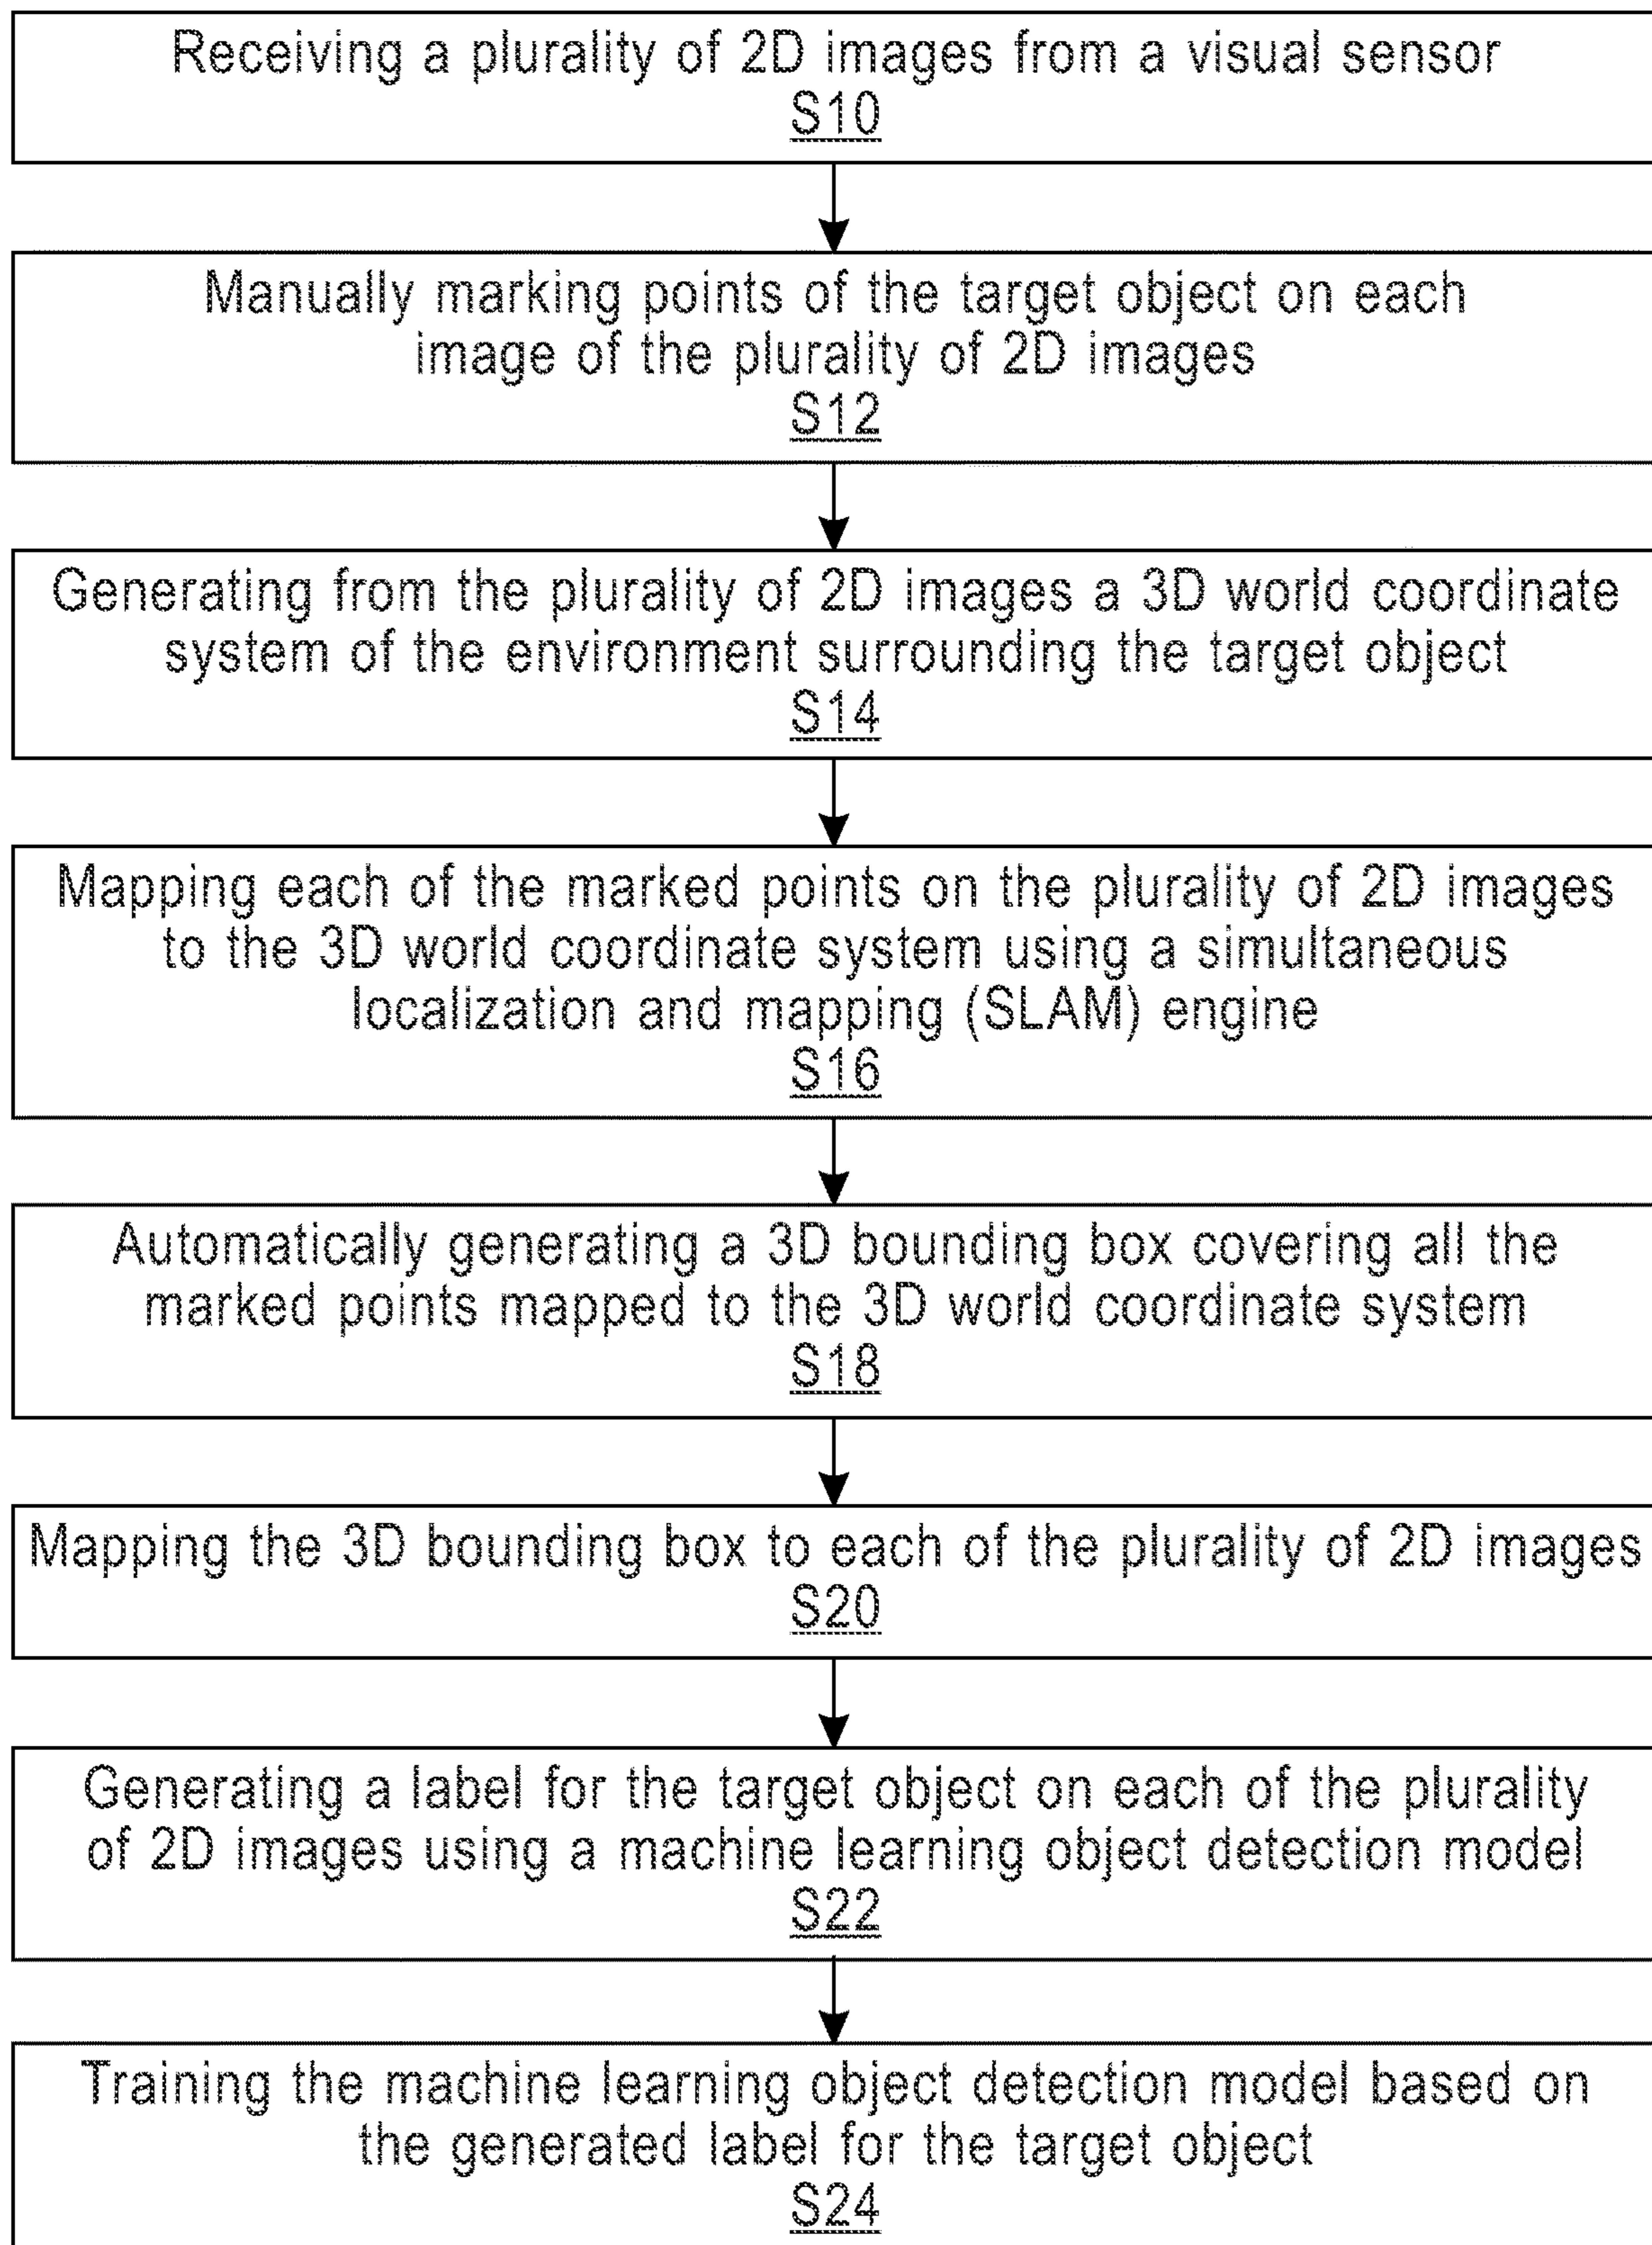 Receiving a plurality of 2D images from a visual sensor
S10
Manually marking points of the target object on each
image of the plurality of 2D images
S12
Generating from the plurality of 2D images a 3D world coordinate
system of the environment surrounding the target object
S14
Mapping each of the marked points on the plurality of 2D images
to the 3D world coordinate system using a simultaneous
localization and mapping (SLAM) engine
S16
Automatically generating a 3D bounding box covering all the
marked points mapped to the 3D world coordinate system
S18
Mapping the 3D bounding box to each of the plurality of 2D images
S20
Generating a label for the target object on each of the plurality
of 2D images using a machine learning object detection model
S22
Training the machine learning object detection model based on
the generated label for the target object
S24